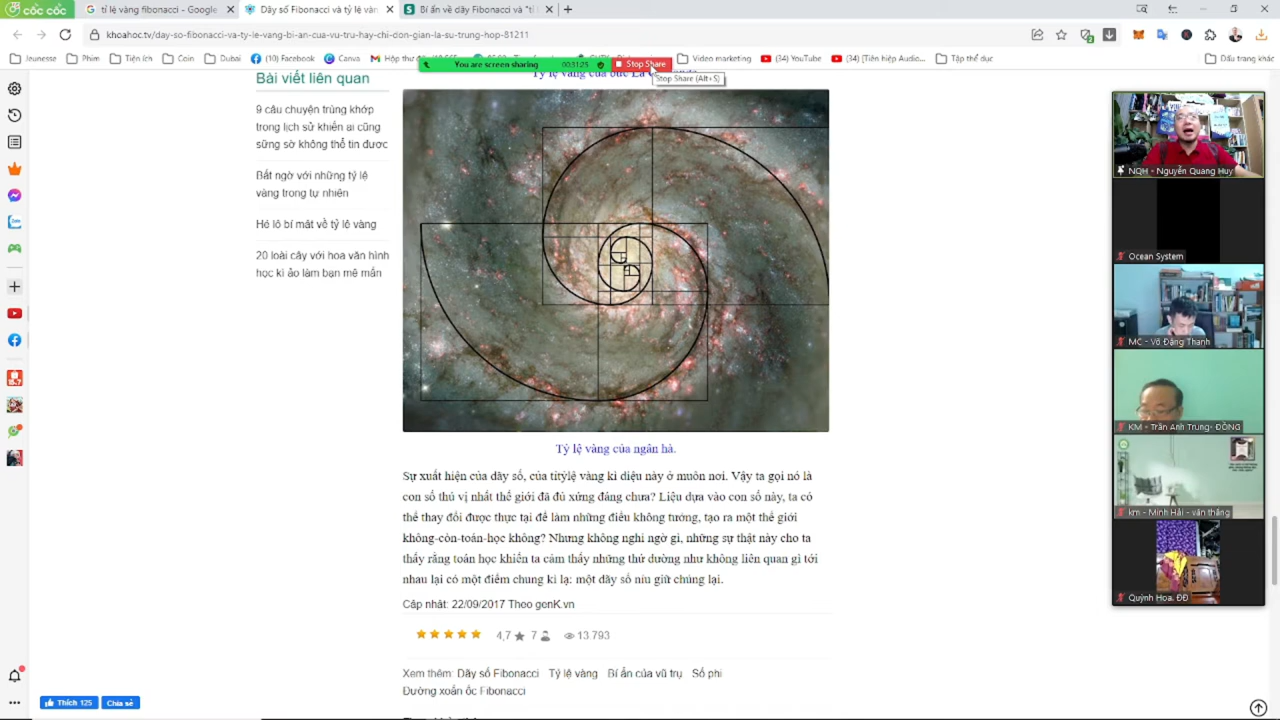 cốc cốc
tỉ lệ vàng fibonacci - Google
Dãy số Fibonacci và tỷ lệ vàn
Bí ẩn về dãy Fibonacci và "tỉ l
khoahoc.tv/day-so-fibonacci-va-ty-le-vang-bi-an-cua-vu-tru-hay-chi-don-gian-la-su-trung-hop-81211
Jeunesse
Phim
Tiện ích
Coin
Dubai
(10) Facebook
Canva
Hộp thư
Video marketing
(34) YouTube
(34) [Tiên hiệp Audio...
Tập thể dục
Dấu trang khác
You are screen sharing
00:31:25
Stop Share
Stop Share (Alt+S)
Bài viết liên quan
9 câu chuyện trùng khớp
trong lịch sử khiến ai cũng
sững sờ không thể tin được
Bất ngờ với những tỷ lệ
vàng trong tự nhiên
Hé lộ bí mật về tỷ lệ vàng
20 loài cây với hoa văn hình
học kì ảo làm bạn mê mẩn
Tỷ lệ vàng của ngân hà.
Sự xuất hiện của dãy số, của tỉtỷlệ vàng kì diệu này ở muôn nơi. Vậy ta gọi nó là
con số thú vị nhất thế giới đã đủ xứng đáng chưa? Liệu dựa vào con số này, ta có
thể thay đổi được thực tại để làm những điều không tưởng, tạo ra một thế giới
không-còn-toán-học không? Nhưng không nghi ngờ gì, những sự thật này cho ta
thấy rằng toán học khiến ta cảm thấy những thứ dường như không liên quan gì tới
nhau lại có một điểm chung kì lạ: một dãy số níu giữ chúng lại.
Cập nhật: 22/09/2017 Theo genK.vn
4,7 7 13.793
Xem thêm: Dãy số Fibonacci Tỷ lệ vàng Bí ẩn của vũ trụ Số phi
Đường xoắn ốc Fibonacci
Thích 125
Chia sẻ
NQH - Nguyễn Quang Huy
Ocean System
MC - Võ Đăng Thanh
KM - Trần Anh Trung- ĐÔNG
km - Minh Hải - văn thắng
Quỳnh Hoa. ĐĐ